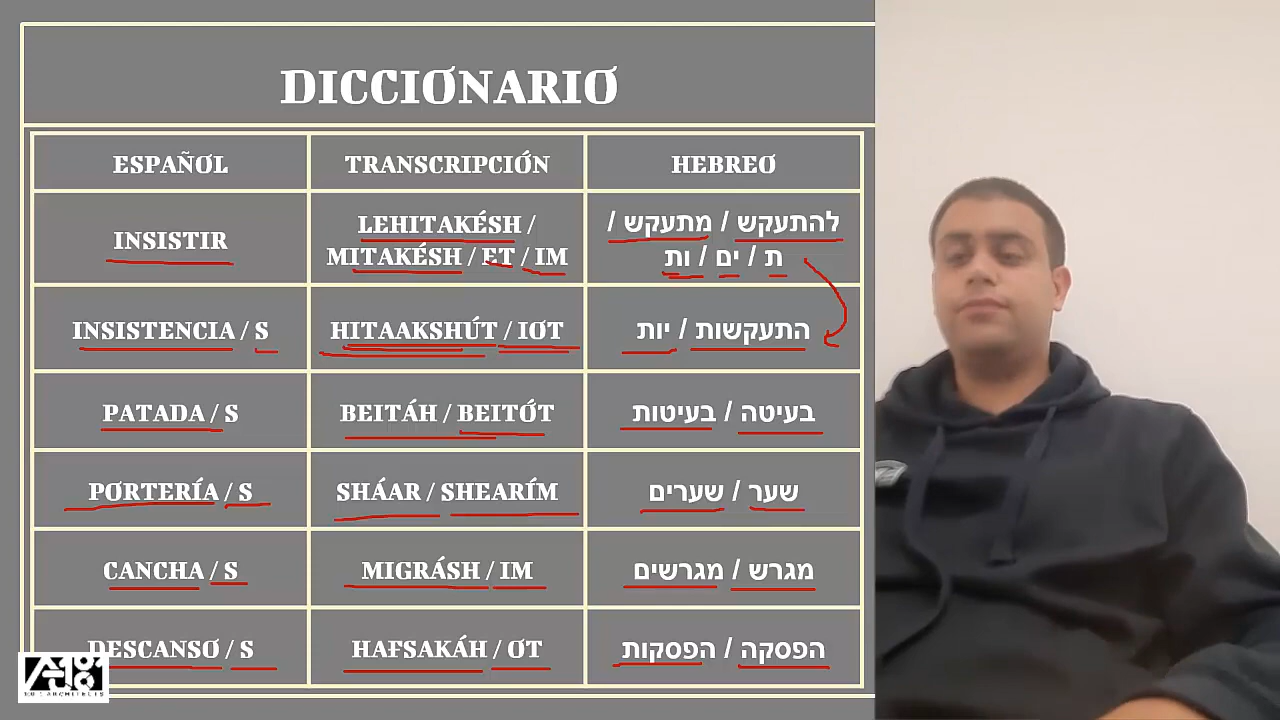 DICCIONARIO
ESPAÑOL TRANSCRIPCIÓN HEBREO
INSISTIR
LEHITAKÉSH /
MITAKÉSH / ET / IM
להתעקש / מתעקש /
ת / ים / ות
INSISTENCIA / S HITAAKSHÚT / IOT התעקשות / יות
PATADA / S BEITÁH / BEITÓT בעיטה / בעיטות
PORTERÍA / S SHÁAR / SHEARÍM שער / שערים
CANCHA / S MIGRÁSH / IM מגרש / מגרשים
DESCANSO / S HAFSAKÁH / OT הפסקה / הפסקות